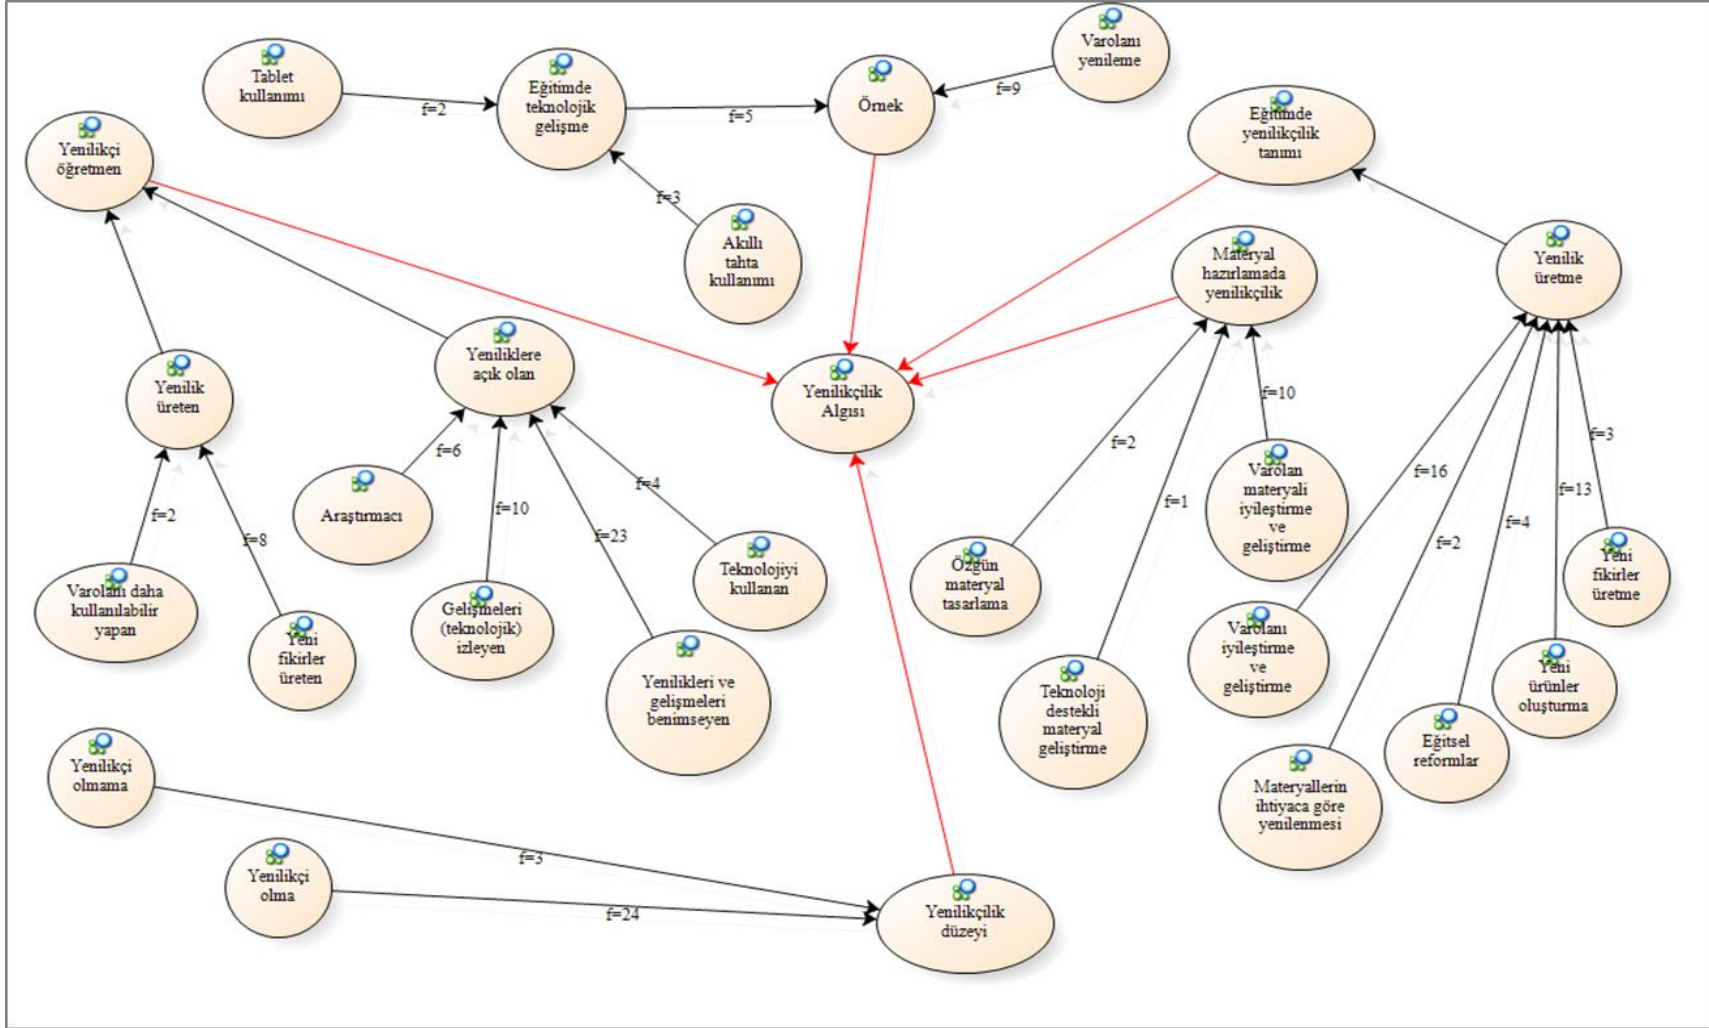 Varolanı
yenileme
Tablet
kullanımı
f=2
Eğitimde
teknolojik
gelişme
f=5
Örnek
f=9
Eğitimde
yenilikçilik
tanımı
Yenilikçi
öğretmen
f=3
Akıllı
tahta
kullanımı
Materyal
hazırlamada
yenilikçilik
Yenilik
üretme
Yenilik
üreten
Yeniliklere
açık olan
Yenilikçilik
Algısı
f=2
f=10
f=1
f=16
f=2
f=4
f=13
f=3
f=6
f=10
f=23
f=4
f=2
f=8
Araştırmacı
Varolan
materyali
iyileştirme
ve
geliştirme
Varolanı daha
kullanılabilir
yapan
Yeni
fikirler
üreten
Gelişmeleri
(teknolojik)
izleyen
Teknolojiyi
kullanan
Yenilikleri ve
gelişmeleri
benimseyen
Özgün
materyal
tasarlama
Teknoloji
destekli
materyal
geliştirme
Varolanı
iyileştirme
ve
geliştirme
Yeni
fikirler
üretme
Yeni
ürünler
oluşturma
Eğitsel
reformlar
Materyallerin
ihtiyaca göre
yenilenmesi
Yenilikçi
olmama
f=3
Yenilikçi
olma
f=24
Yenilikçilik
düzeyi